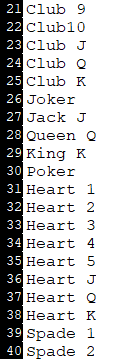 21 Club 9
22 Club10
23 Club J
24 Club Q
25 Club K
26 Joker
27 Jack J
28 Queen Q
29 King K
30 Poker
31 Heart 1
32 Heart 2
33 Heart 3
34 Heart 4
35 Heart 5
36 Heart J
37 Heart Q
38 Heart K
39 Spade 1
40 Spade 2